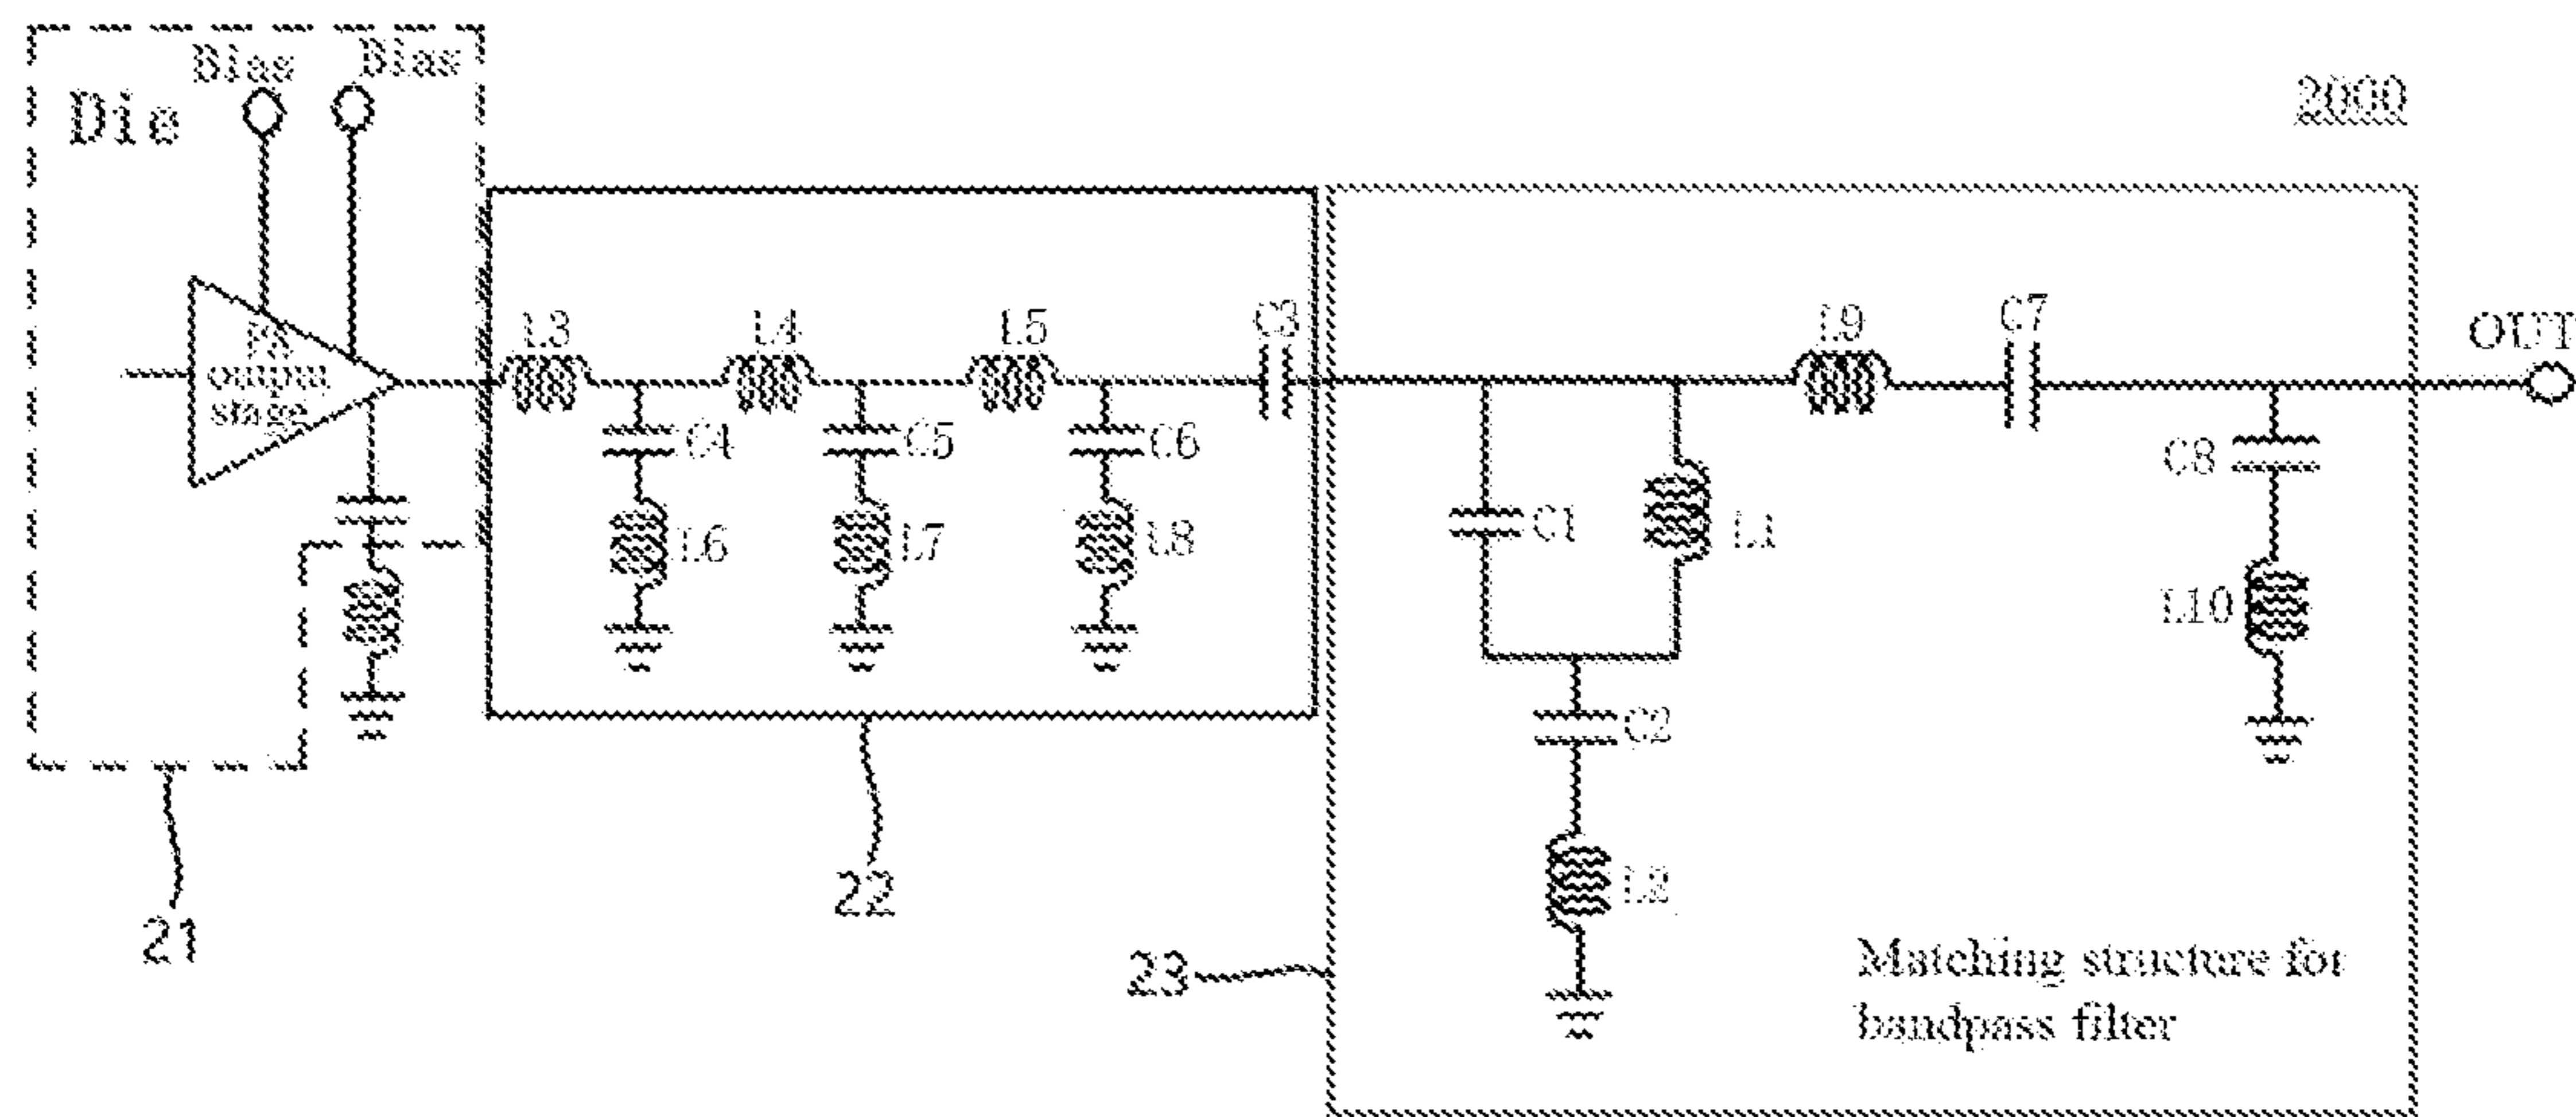 Bias
Bias
Die
2000
PA
output
stage
L3
L4
L5
C3
L9
C7
OUT
C4
C5
C6
C8
C1
L1
L6
L7
L8
L10
C2
L2
21
22
23
Matching structure for
bandpass filter